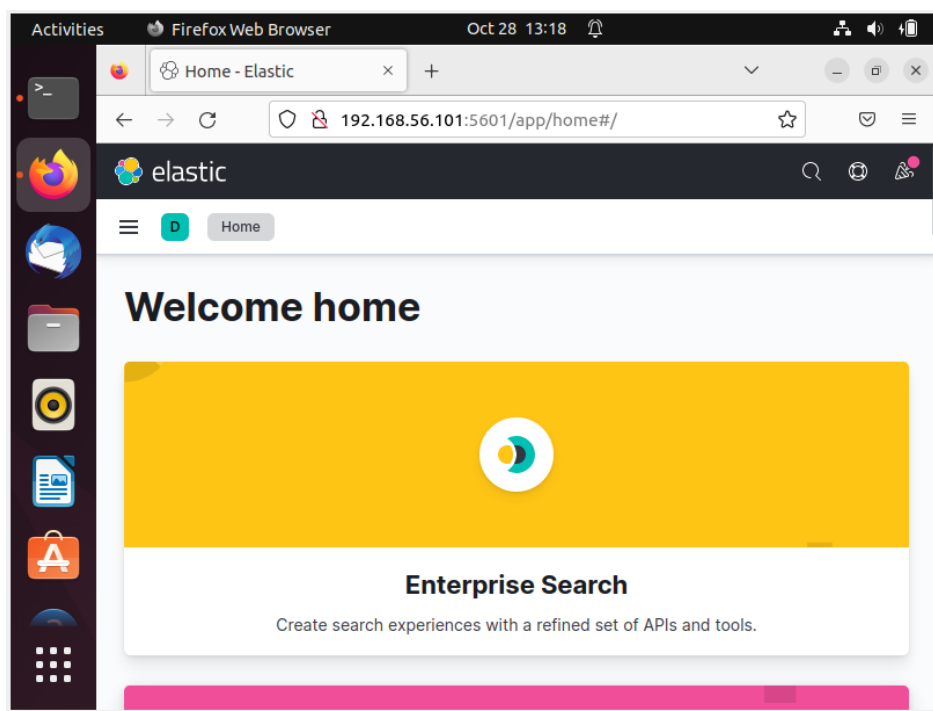 Activities Firefox Web Browser Oct 28 13:18
>_
Home - Elastic
192.168.56.101:5601/app/home#/
elastic
D Home
Welcome home
Enterprise Search
Create search experiences with a refined set of APIs and tools.